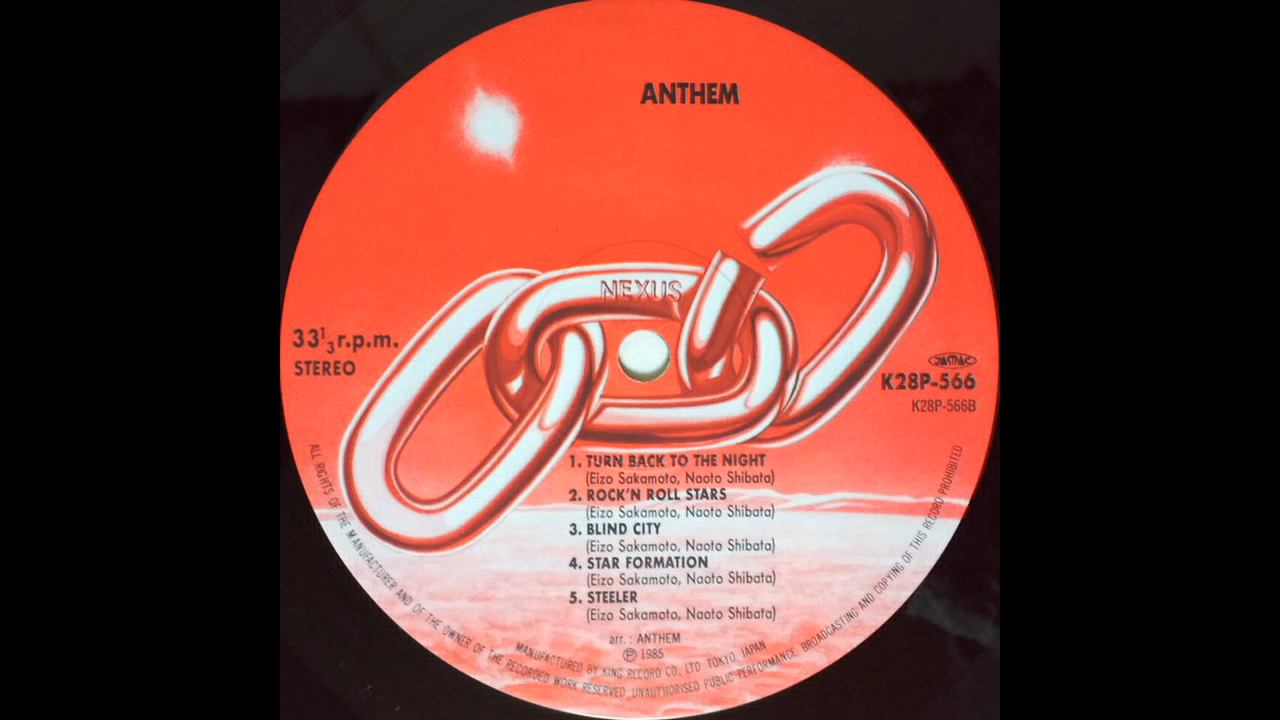 ANTHEM
NEXUS
33⅓ r.p.m.
STEREO
JASRAC
K28P-566
K28P-566B
1. TURN BACK TO THE NIGHT
(Eizo Sakamoto, Naoto Shibata)
2. ROCK'N ROLL STARS
(Eizo Sakamoto, Naoto Shibata)
3. BLIND CITY
(Eizo Sakamoto, Naoto Shibata)
4. STAR FORMATION
(Eizo Sakamoto, Naoto Shibata)
5. STEELER
(Eizo Sakamoto, Naoto Shibata)
arr. : ANTHEM
Ⓟ 1985
MANUFACTURED BY KING RECORD CO., LTD TOKYO, JAPAN
ALL RIGHTS OF THE MANUFACTURER AND OF THE OWNER OF THE RECORDED WORK RESERVED. UNAUTHORISED PUBLIC PERFORMANCE, BROADCASTING AND COPYING OF THIS RECORD PROHIBITED